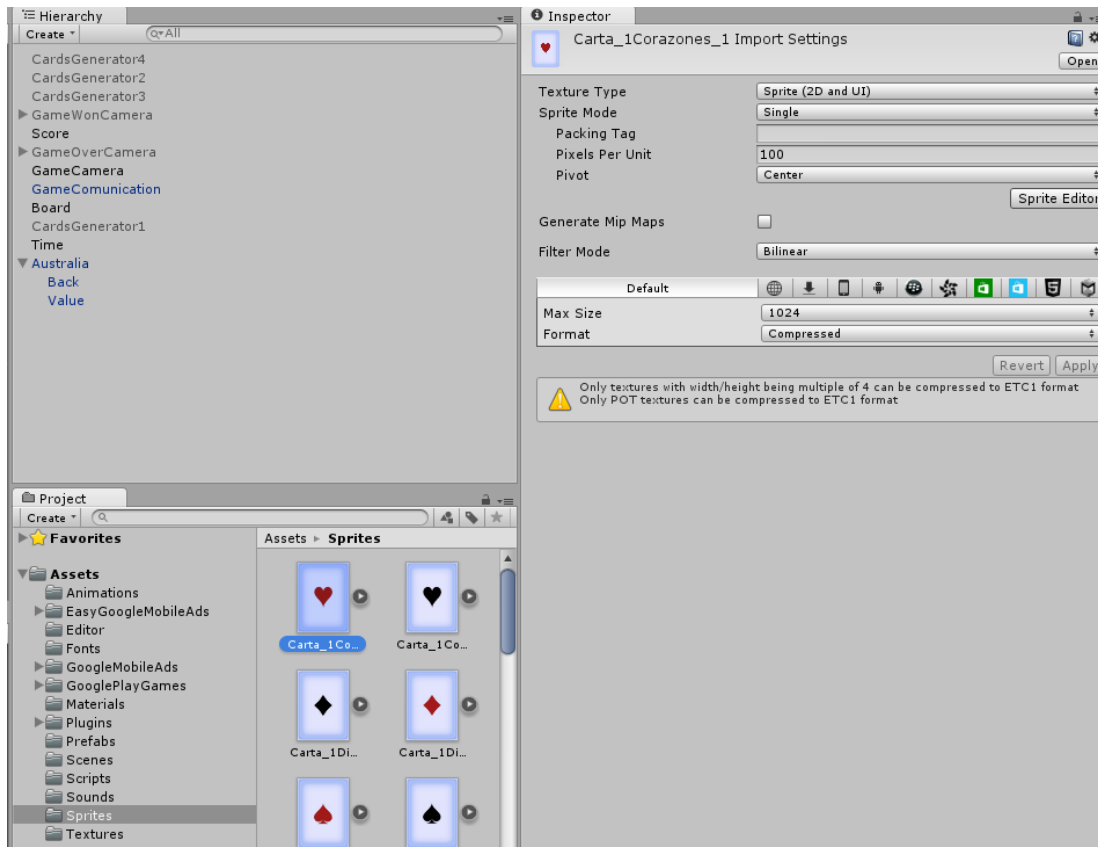 Hierarchy
Create
All
CardsGenerator4
CardsGenerator2
CardsGenerator3
GameWonCamera
Score
GameOverCamera
GameCamera
GameComunication
Board
CardsGenerator1
Time
Australia
Back
Value
Project
Create
Favorites
Assets
Animations
EasyGoogleMobileAds
Editor
Fonts
GoogleMobileAds
GooglePlayGames
Materials
Plugins
Prefabs
Scenes
Scripts
Sounds
Sprites
Textures
Assets Sprites
Carta_1Co... Carta_1Co...
Carta_1Di... Carta_1Di...
Inspector
Carta_1Corazones_1 Import Settings
Open
Texture Type Sprite (2D and UI)
Sprite Mode Single
Packing Tag
Pixels Per Unit 100
Pivot Center
Sprite Editor
Generate Mip Maps
Filter Mode Bilinear
Default
Max Size 1024
Format Compressed
Revert Apply
Only textures with width/height being multiple of 4 can be compressed to ETC1 format
Only POT textures can be compressed to ETC1 format